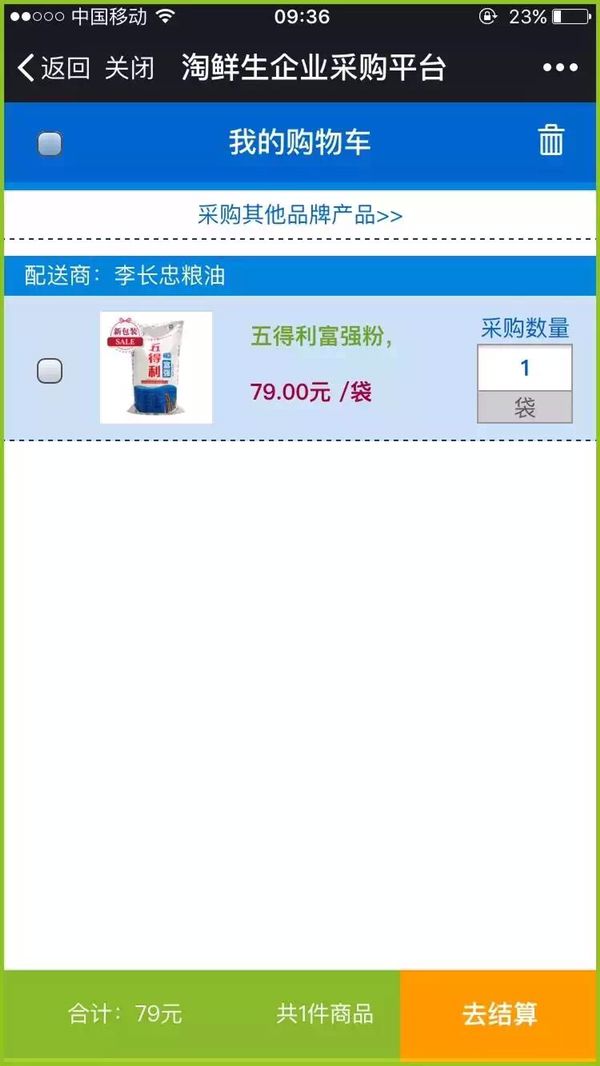 中国移动 09:36 23%
返回 关闭 淘鲜生企业采购平台
我的购物车
采购其他品牌产品>>
配送商：李长忠粮油
新包装
SALE
五得利
五得利富强粉，
79.00元 /袋
采购数量
1
袋
合计：79元 共1件商品 去结算